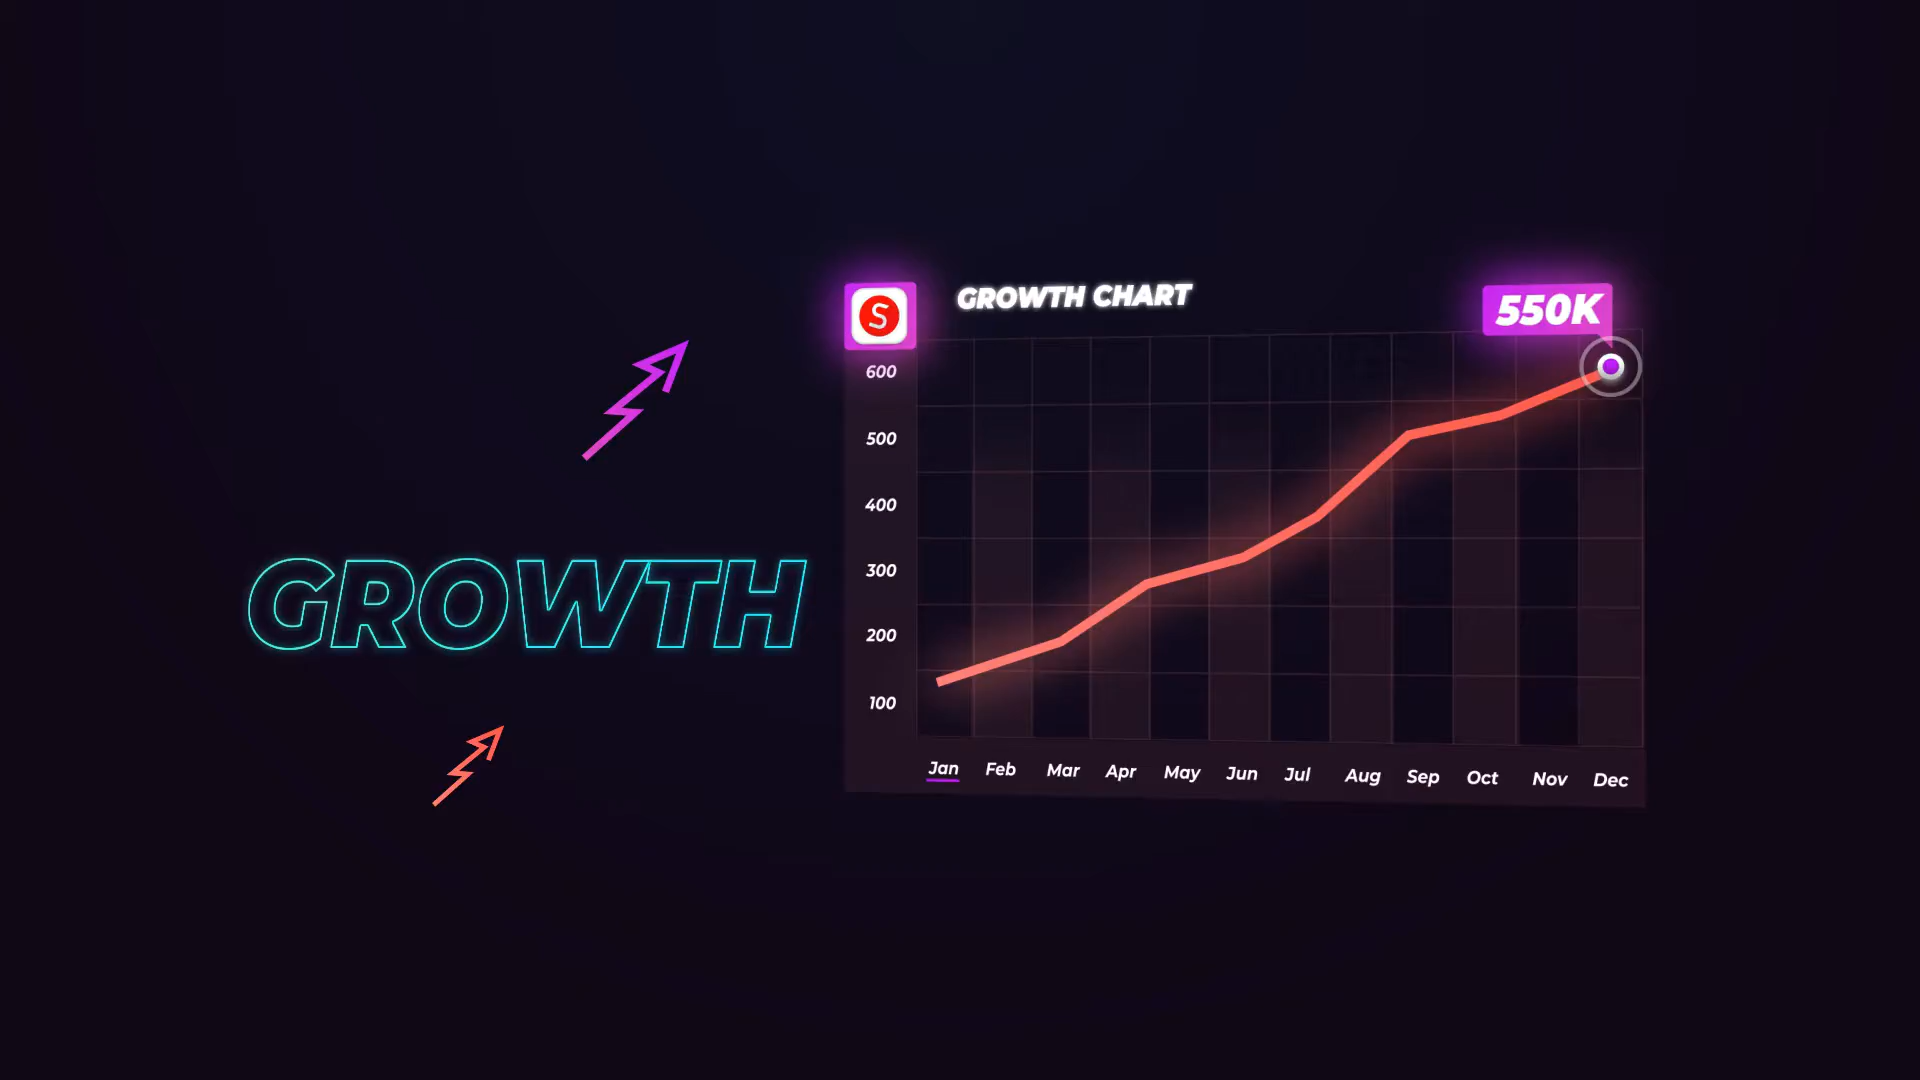 S
GROWTH CHART
550K
600
500
400
300
200
100
GROWTH
Jan Feb Mar Apr May Jun Jul Aug Sep Oct Nov Dec